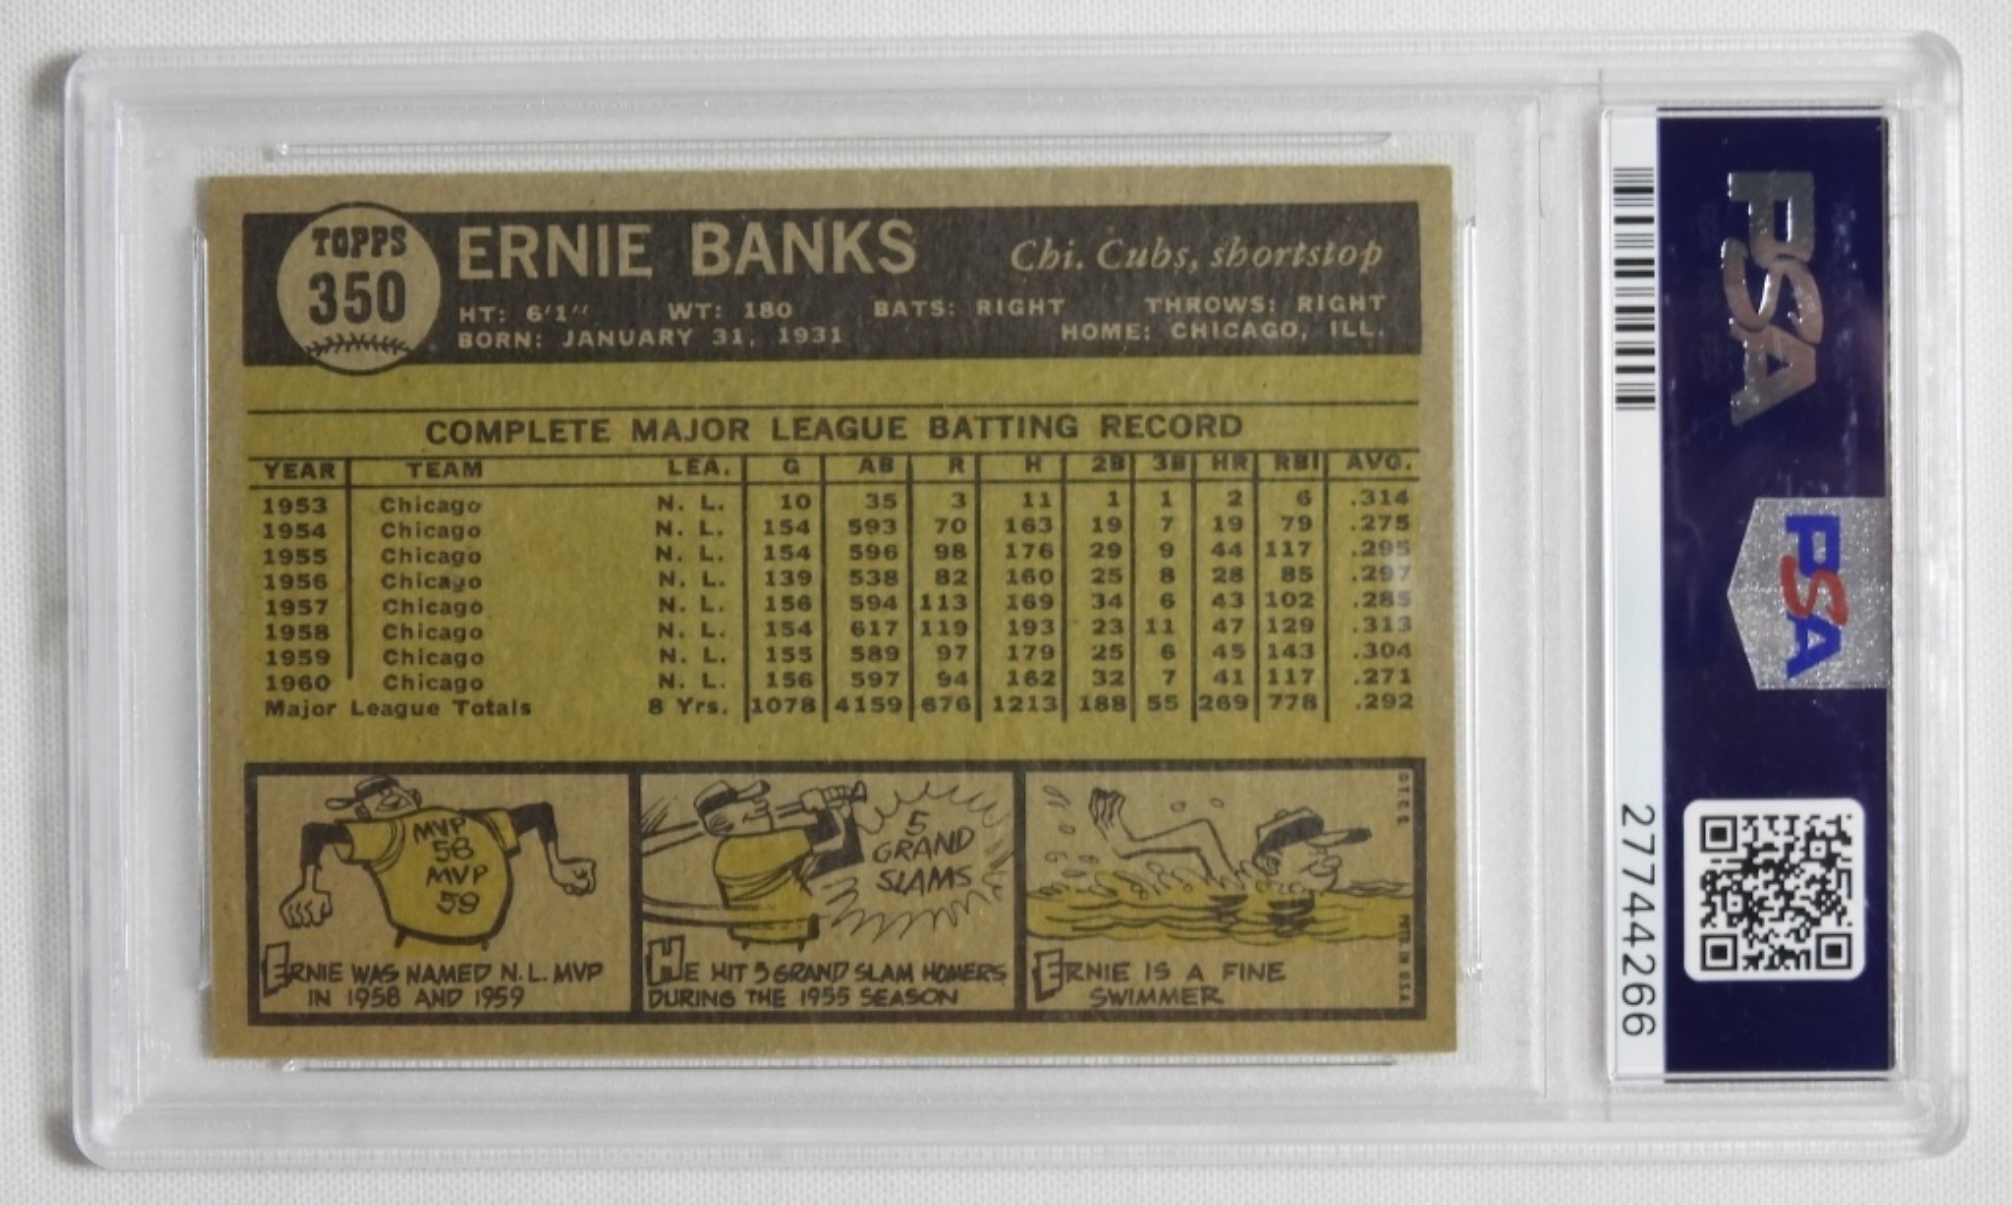 TOPPS
350
ERNIE BANKS
Chi. Cubs, shortstop
HT: 6'1" WT: 180 BATS: RIGHT THROWS: RIGHT
BORN: JANUARY 31, 1931 HOME: CHICAGO, ILL.
COMPLETE MAJOR LEAGUE BATTING RECORD
YEAR TEAM LEA. G AB R H 2B 3B HR RBI AVG.
1953 Chicago N. L. 10 35 3 11 1 1 2 6 .314
1954 Chicago N. L. 154 593 70 163 19 7 19 79 .275
1955 Chicago N. L. 154 596 98 176 29 9 44 117 .295
1956 Chicago N. L. 139 538 82 160 25 8 28 85 .297
1957 Chicago N. L. 156 594 113 169 34 6 43 102 .285
1958 Chicago N. L. 154 617 119 193 23 11 47 129 .313
1959 Chicago N. L. 155 589 97 179 25 6 45 143 .304
1960 Chicago N. L. 156 597 94 162 32 7 41 117 .271
Major League Totals 8 Yrs. 1078 4159 676 1213 188 55 269 778 .292
MVP
58
MVP
59
ERNIE WAS NAMED N.L. MVP
IN 1958 AND 1959
5
GRAND
SLAMS
HE HIT 5 GRAND SLAM HOMERS
DURING THE 1955 SEASON
ERNIE IS A FINE
SWIMMER
PTD. IN U.S.A.
PSA
PSA
27744266